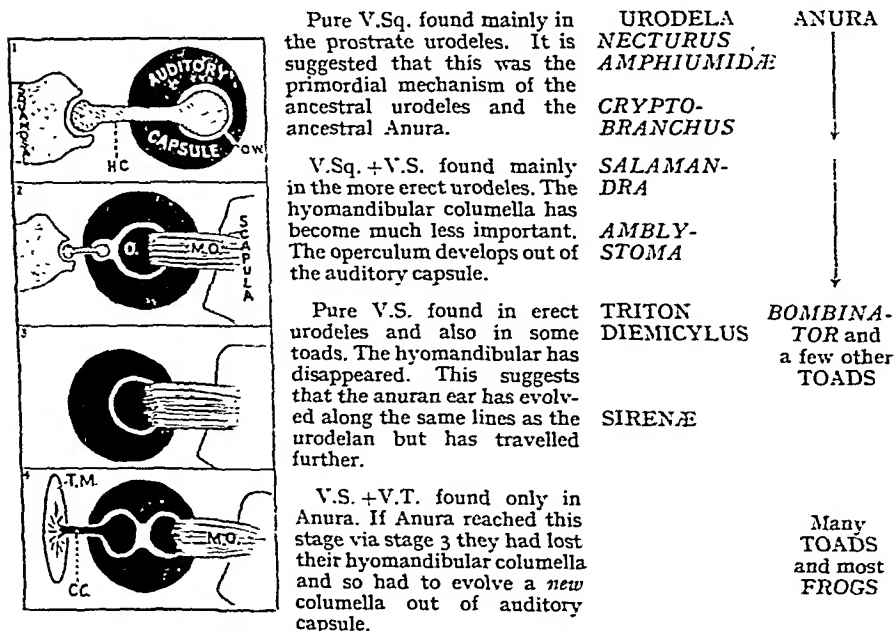 1
SQUAMOSAL
AUDITORY
CAPSULE
O.W.
HC
2
O.
M.O.
SCAPULA
3
4
T.M.
M.O.
C.C.
Pure V.Sq. found mainly in
the prostrate urodeles. It is
suggested that this was the
primordial mechanism of the
ancestral urodeles and the
ancestral Anura.
V.Sq. +V.S. found mainly
in the more erect urodeles. The
hyomandibular columella has
become much less important.
The operculum develops out of
the auditory capsule.
Pure V.S. found in erect
urodeles and also in some
toads. The hyomandibular has
disappeared. This suggests
that the anuran ear has evolv-
ed along the same lines as the
urodelan but has travelled
further.
V.S. +V.T. found only in
Anura. If Anura reached this
stage via stage 3 they had lost
their hyomandibular columella
and so had to evolve a new
columella out of auditory
capsule.
URODELA
NECTURUS
AMPHIUMIDÆ
CRYPTO-
BRANCHUS
SALAMAN-
DRA
AMBLY-
STOMA
TRITON
DIEMICYLUS
SIRENÆ
ANURA
BOMBINA-
TOR and
a few other
TOADS
Many
TOADS
and most
FROGS